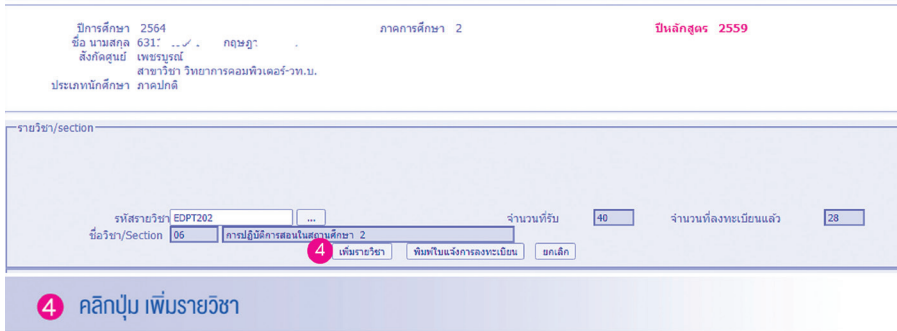 ปีการศึกษา 2564 ภาคการศึกษา 2 ปีหลักสูตร 2559
ชื่อ นามสกุล 631 กฤษฎา
สังกัดศูนย์ เพชรบูรณ์
สาขาวิชา วิทยาการคอมพิวเตอร์-วท.บ.
ประเภทนักศึกษา ภาคปกติ
รายวิชา/section
รหัสรายวิชา EDPT202 ... จำนวนที่รับ 40 จำนวนที่ลงทะเบียนแล้ว 28
ชื่อวิชา/Section 06 การปฏิบัติการสอนในสถานศึกษา 2
4 เพิ่มรายวิชา พิมพ์ใบแจ้งการลงทะเบียน ยกเลิก
4 คลิกปุ่ม เพิ่มรายวิชา